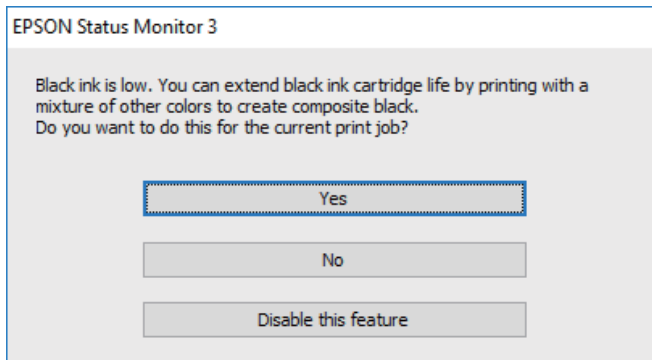 EPSON Status Monitor 3
Black ink is low. You can extend black ink cartridge life by printing with a
mixture of other colors to create composite black.
Do you want to do this for the current print job?
Yes
No
Disable this feature